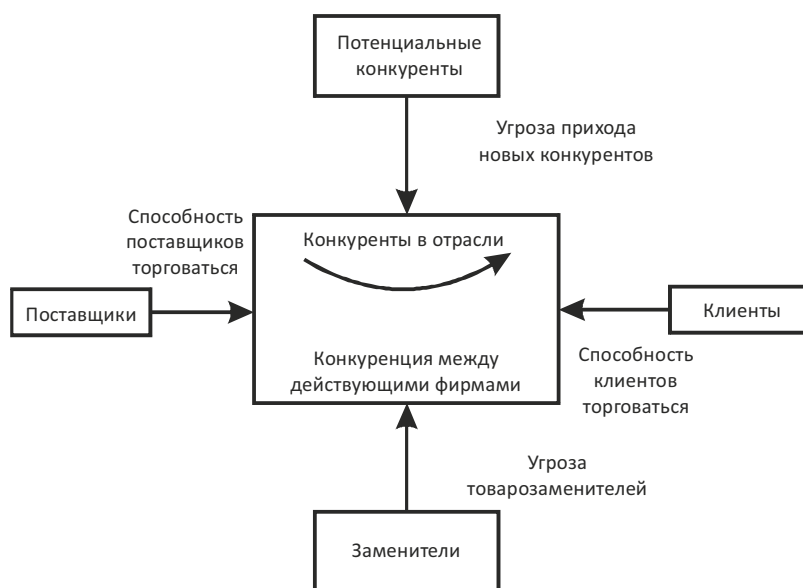 Потенциальные
конкуренты
Угроза прихода
новых конкурентов
Способность
поставщиков
торговаться
Конкуренты в отрасли
Поставщики
Клиенты
Конкуренция между
действующими фирмами
Способность
клиентов
торговаться
Угроза
товарозаменителей
Заменители